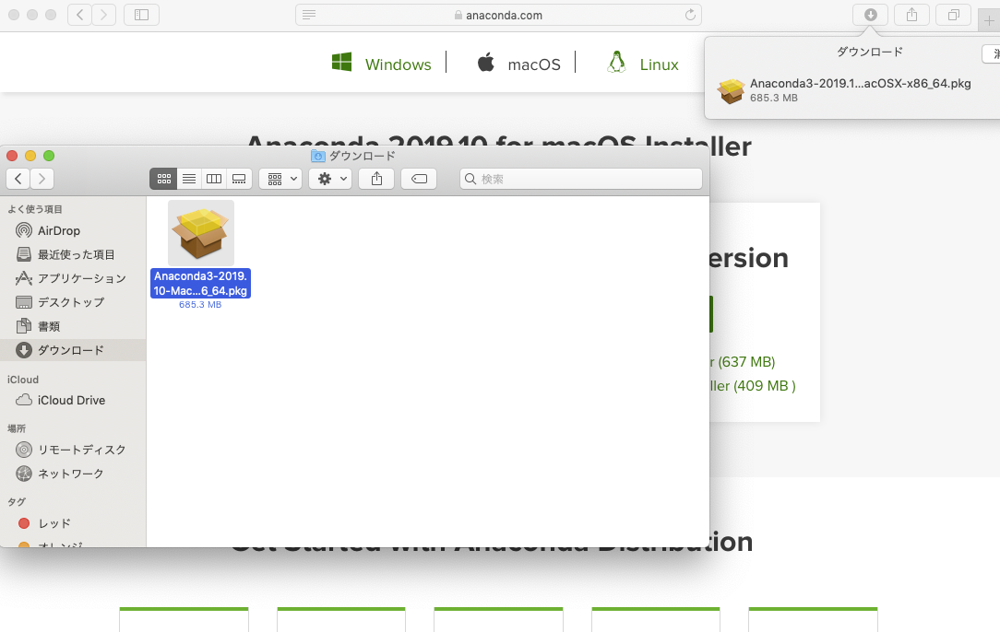 anaconda.com
Windows
macOS
Linux
ダウンロード
Anaconda3-2019.1...acOSX-x86_64.pkg
685.3 MB
Anaconda 2019.10 for macOS Installer
ダウンロード
検索
よく使う項目
AirDrop
最近使った項目
アプリケーション
デスクトップ
書類
ダウンロード
iCloud
iCloud Drive
場所
リモートディスク
ネットワーク
タグ
レッド
オレンジ
Anaconda3-2019.
10-Mac...6_64.pkg
685.3 MB
ersion
r (637 MB)
ller (409 MB )
Get Started with Anaconda Distribution